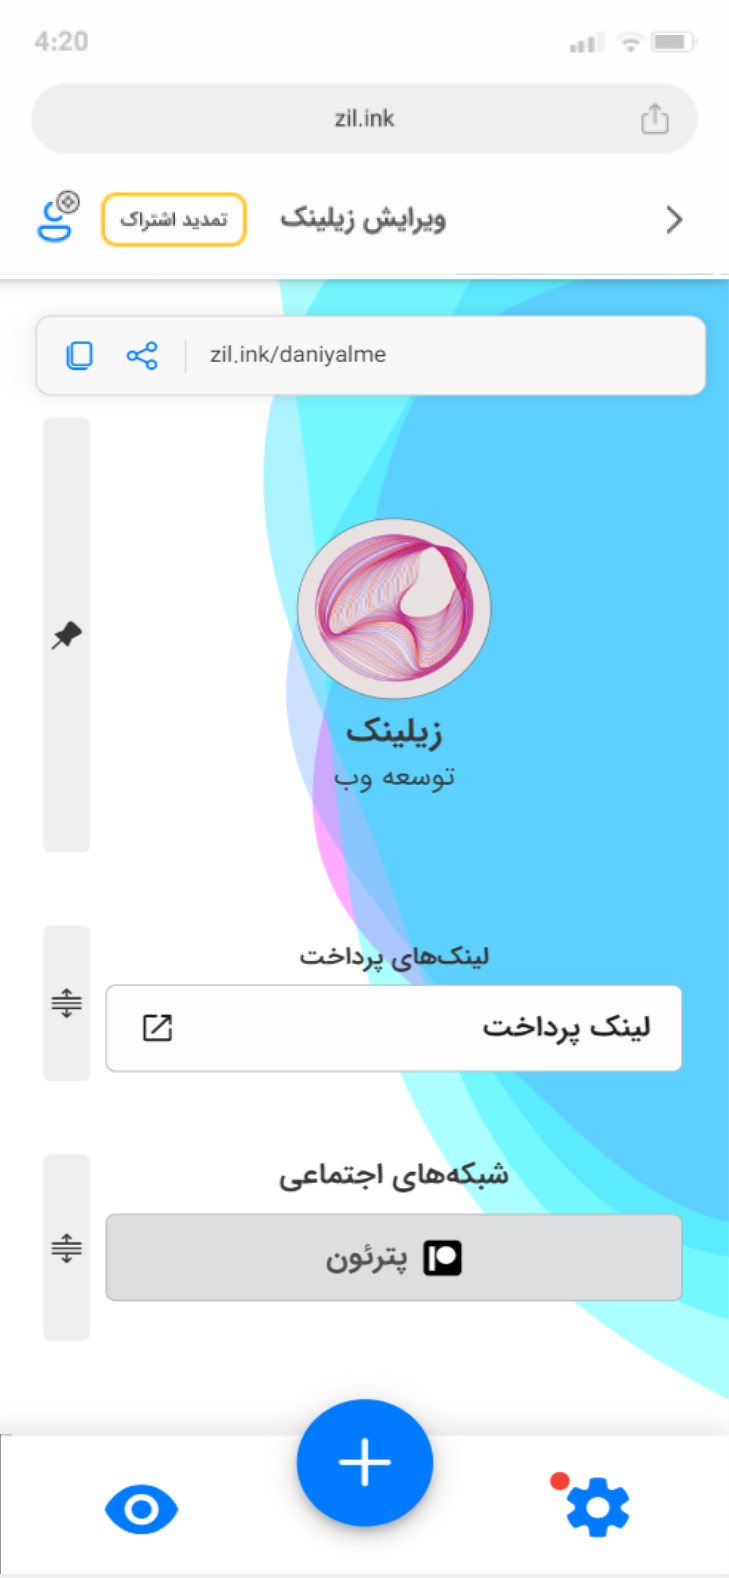 4:20
zil.ink
ویرایش زیلینک
تمدید اشتراک
zil.ink/daniyalme
زیلینک
توسعه وب
لینک‌های پرداخت
لینک پرداخت
شبکه‌های اجتماعی
پترئون